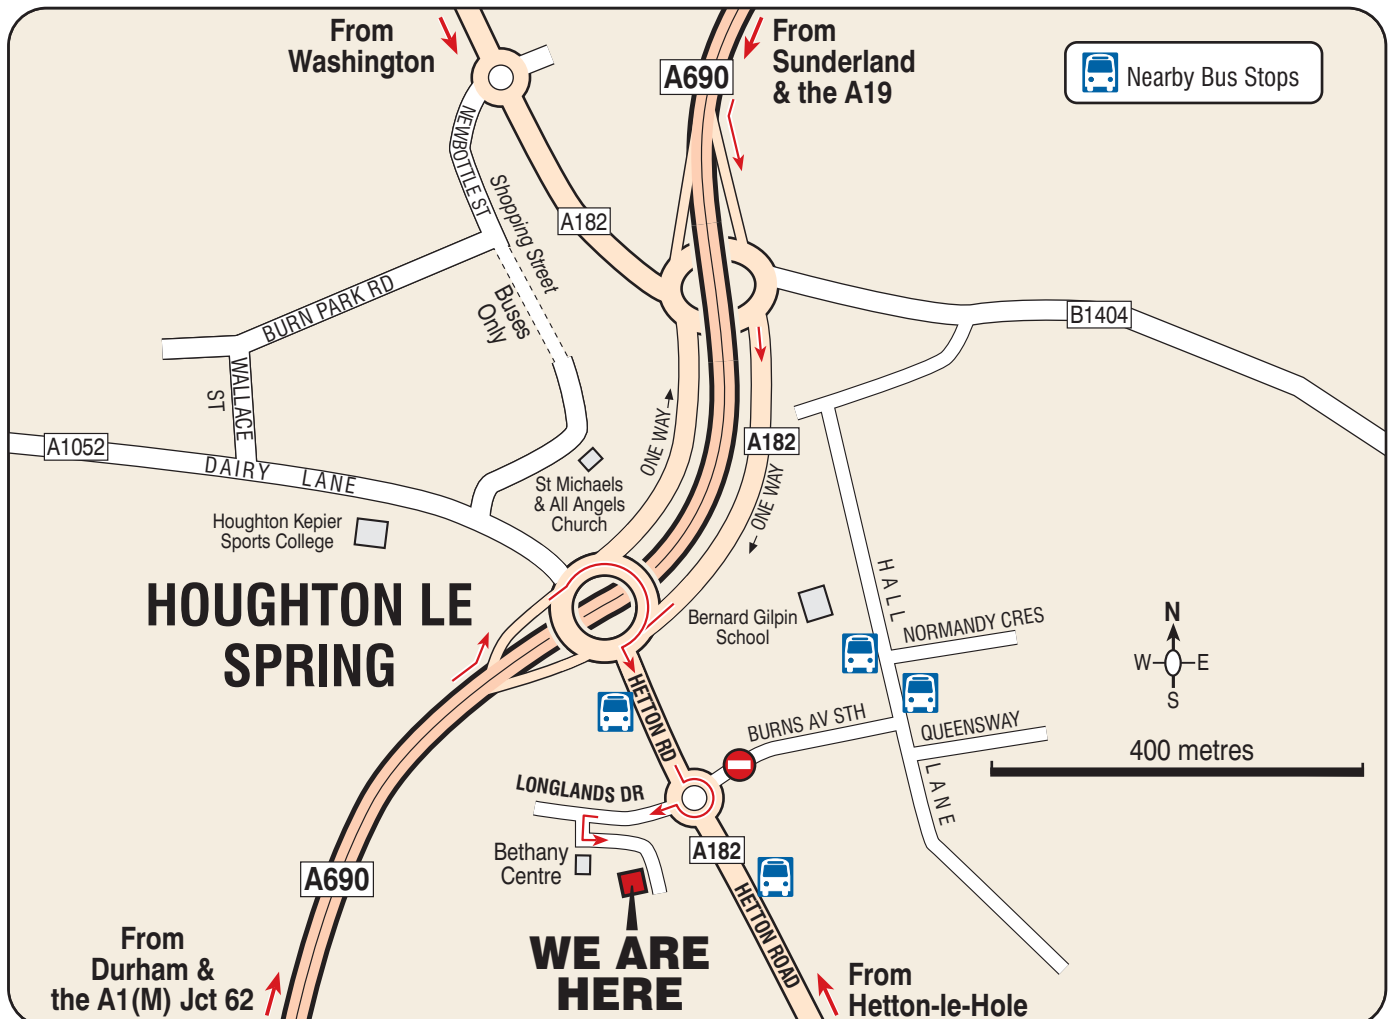 From
Washington
From
Sunderland
& the A19
A690
Nearby Bus Stops
NEWBOTTLE ST
Shopping Street
A182
Buses
Only
BURN PARK RD
B1404
WALLACE
ST
A1052
DAIRY LANE
ONE WAY
A182
ONE WAY
St Michaels
& All Angels
Church
Houghton Kepier
Sports College
HOUGHTON LE
SPRING
Bernard Gilpin
School
HALL
NORMANDY CRES
N
W
E
S
HETTON RD
BURNS AV STH
QUEENSWAY
400 metres
LANE
LONGLANDS DR
A182
Bethany
Centre
A690
HETTON ROAD
WE ARE
HERE
From
Durham &
the A1(M) Jct 62
From
Hetton-le-Hole